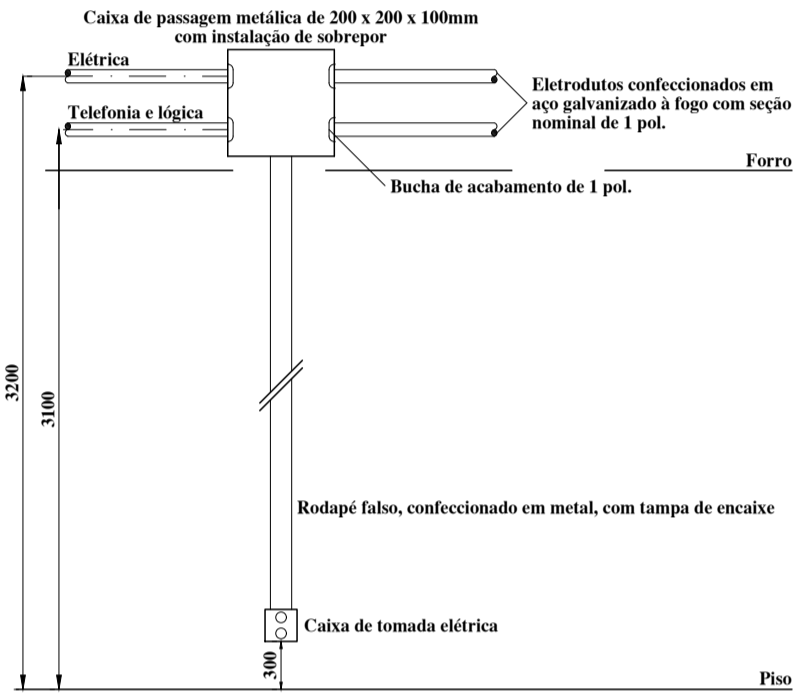 Caixa de passagem metálica de 200 x 200 x 100mm
com instalação de sobrepor
Elétrica
Telefonia e lógica
Eletrodutos confeccionados em
aço galvanizado à fogo com seção
nominal de 1 pol.
Forro
Bucha de acabamento de 1 pol.
3200
3100
Rodapé falso, confeccionado em metal, com tampa de encaixe
Caixa de tomada elétrica
300
Piso